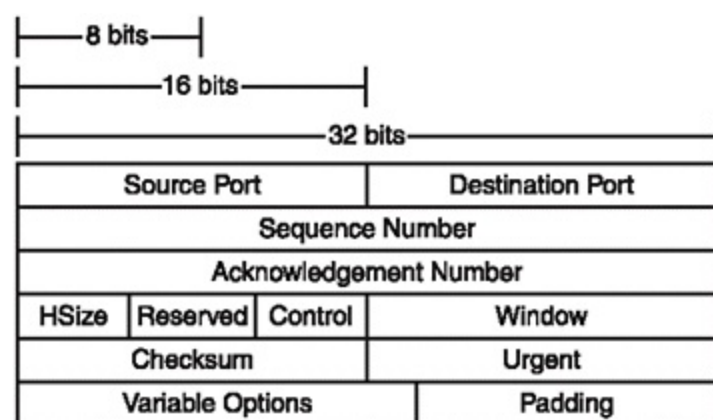 8 bits
16 bits
32 bits
Source Port Destination Port
Sequence Number
Acknowledgement Number
HSize Reserved Control Window
Checksum Urgent
Variable Options Padding